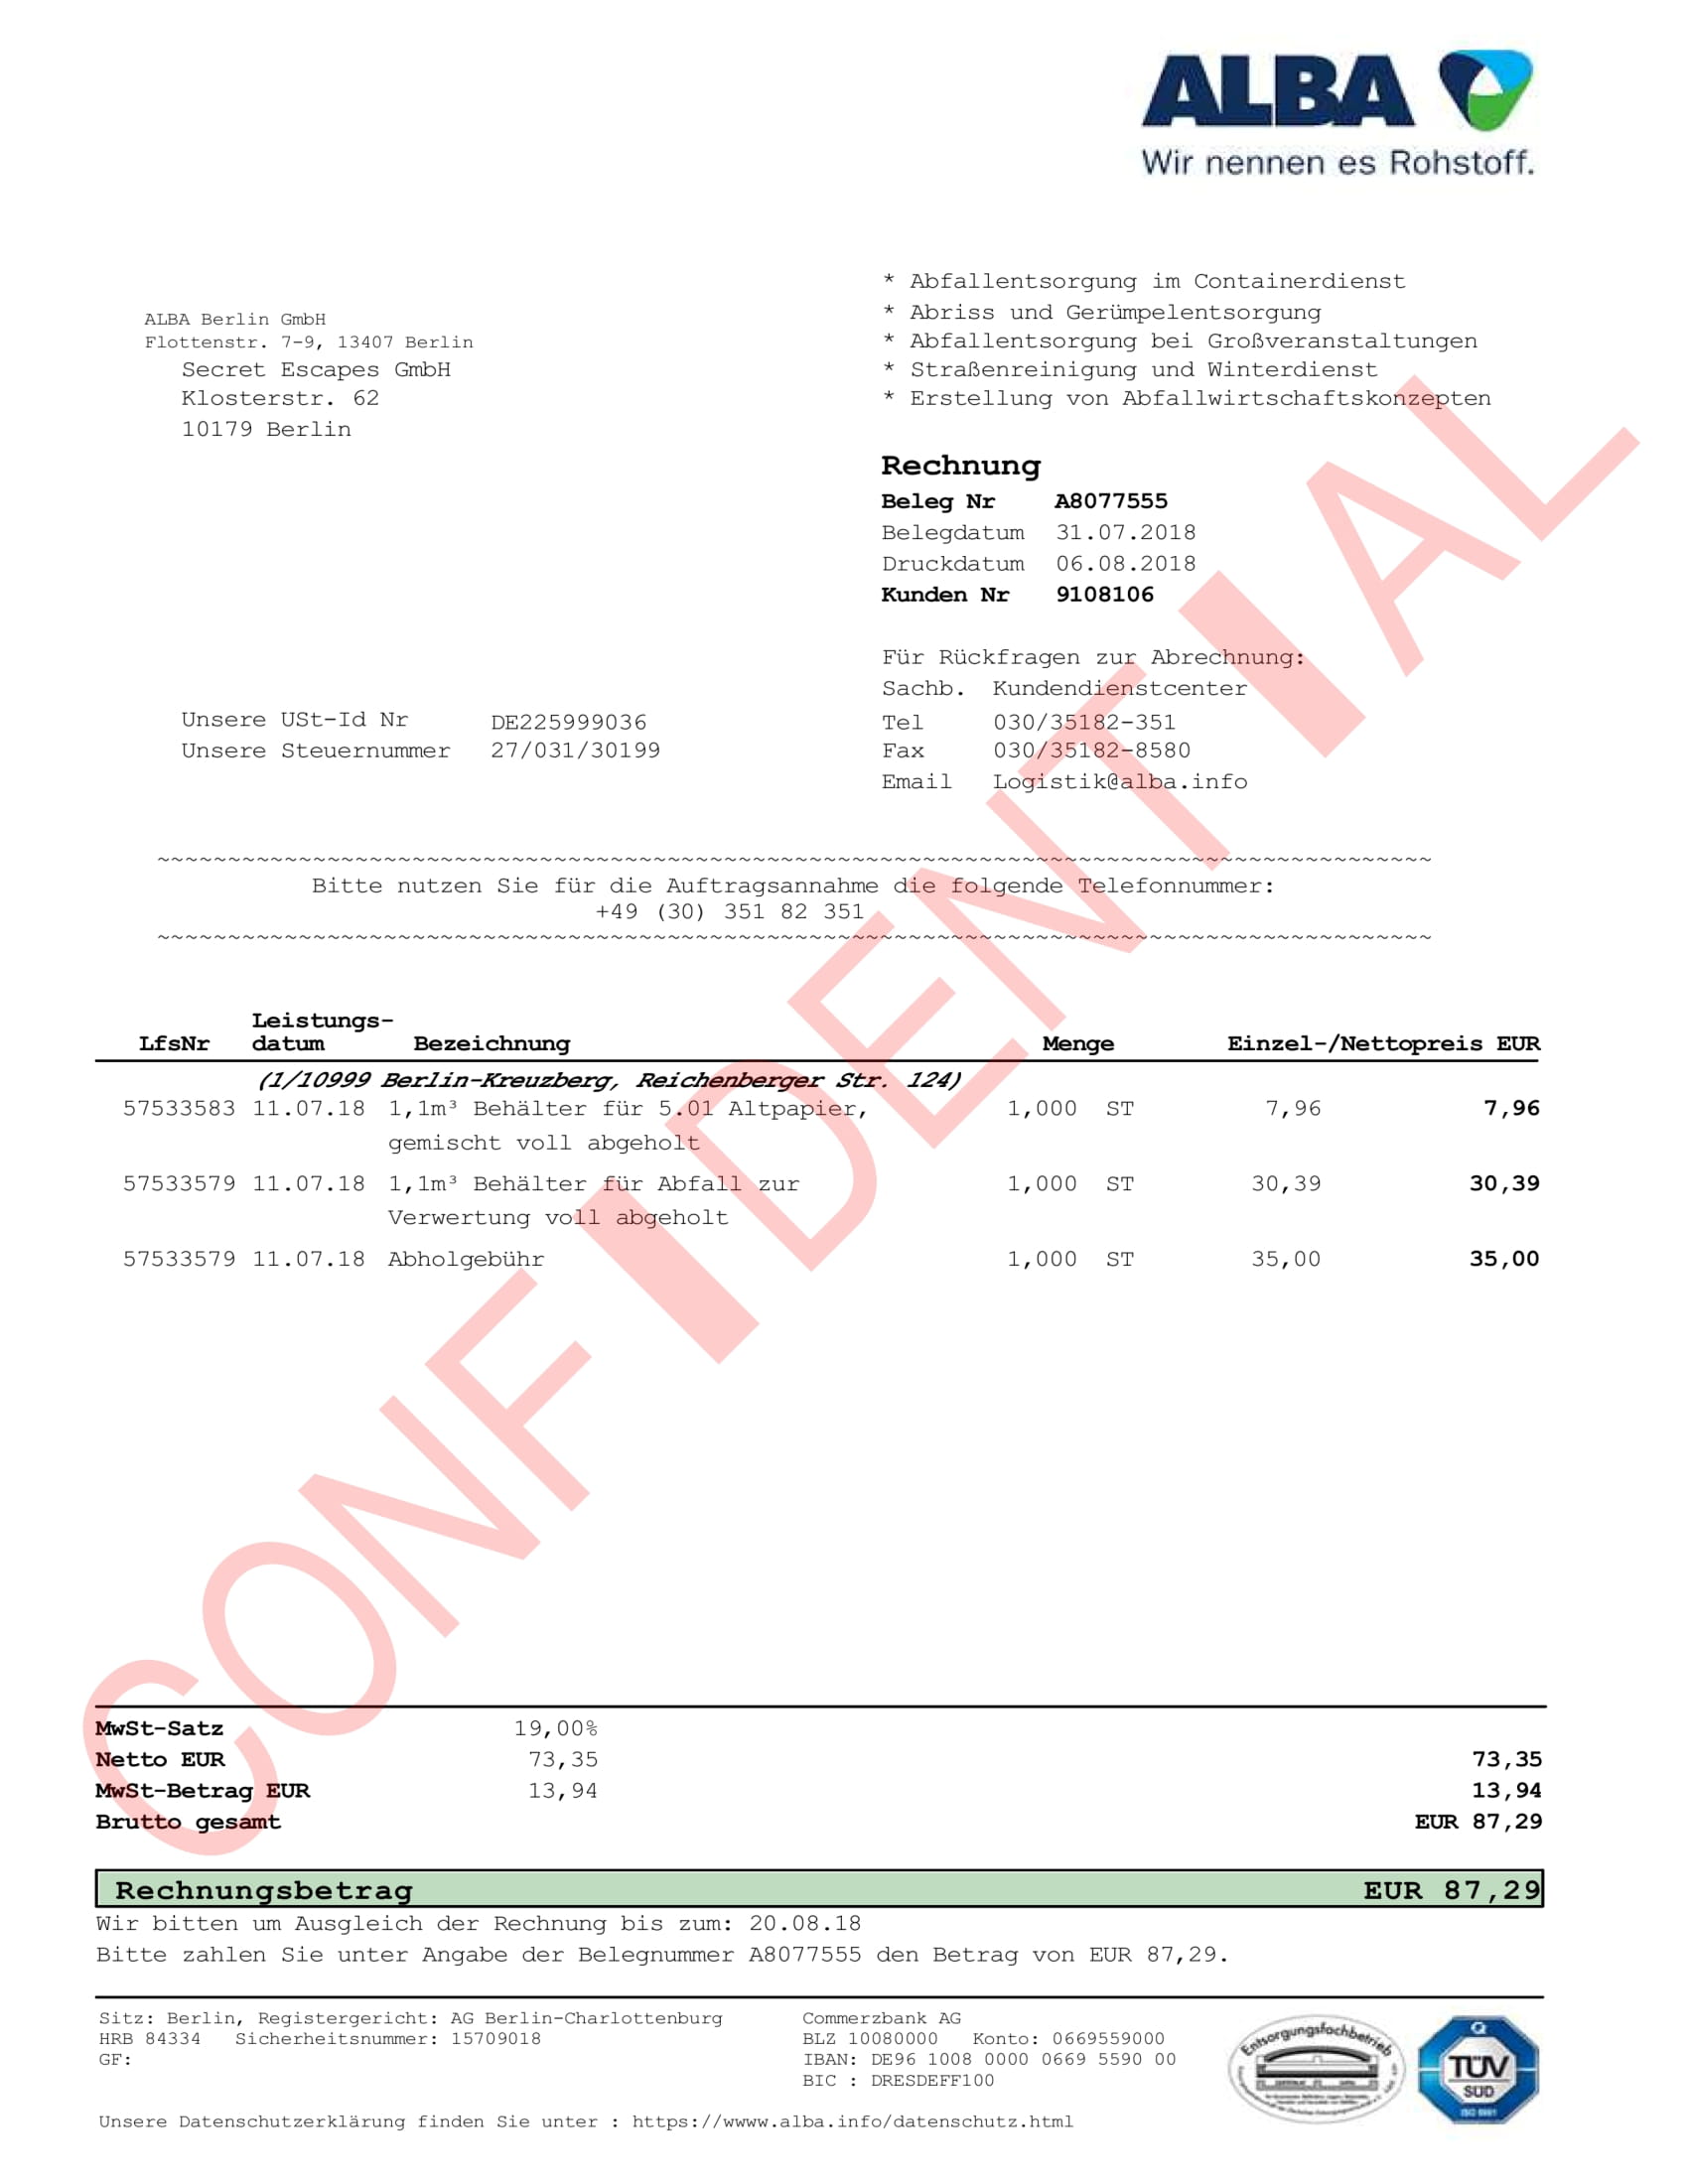 ALBA
Wir nennen es Rohstoff.
* Abfallentsorgung im Containerdienst
* Abriss und Gerümpelentsorgung
* Abfallentsorgung bei Großveranstaltungen
* Straßenreinigung und Winterdienst
* Erstellung von Abfallwirtschaftskonzepten
ALBA Berlin GmbH
Flottenstr. 7-9, 13407 Berlin
Secret Escapes GmbH
Klosterstr. 62
10179 Berlin
Rechnung
Beleg Nr A8077555
Belegdatum 31.07.2018
Druckdatum 06.08.2018
Kunden Nr 9108106
Für Rückfragen zur Abrechnung:
Sachb. Kundendienstcenter
Tel 030/35182-351
Fax 030/35182-8580
Email Logistik@alba.info
Unsere USt-Id Nr DE225999036
Unsere Steuernummer 27/031/30199
Bitte nutzen Sie für die Auftragsannahme die folgende Telefonnummer:
+49 (30) 351 82 351
LfsNr Leistungs-datum Bezeichnung Menge Einzel-/Nettopreis EUR
(1/10999 Berlin-Kreuzberg, Reichenberger Str. 124)
57533583 11.07.18 1,1m³ Behälter für 5.01 Altpapier, 1,000 ST 7,96 7,96
gemischt voll abgeholt
57533579 11.07.18 1,1m³ Behälter für Abfall zur 1,000 ST 30,39 30,39
Verwertung voll abgeholt
57533579 11.07.18 Abholgebühr 1,000 ST 35,00 35,00
CONFIDENTIAL
MwSt-Satz 19,00%
Netto EUR 73,35 73,35
MwSt-Betrag EUR 13,94 13,94
Brutto gesamt EUR 87,29
Rechnungsbetrag EUR 87,29
Wir bitten um Ausgleich der Rechnung bis zum: 20.08.18
Bitte zahlen Sie unter Angabe der Belegnummer A8077555 den Betrag von EUR 87,29.
Sitz: Berlin, Registergericht: AG Berlin-Charlottenburg
HRB 84334 Sicherheitsnummer: 15709018
GF:
Commerzbank AG
BLZ 10080000 Konto: 0669559000
IBAN: DE96 1008 0000 0669 5590 00
BIC : DRESDEFF100
Entsorgungsfachbetrieb
TÜV
SÜD
Unsere Datenschutzerklärung finden Sie unter : https://www.alba.info/datenschutz.html